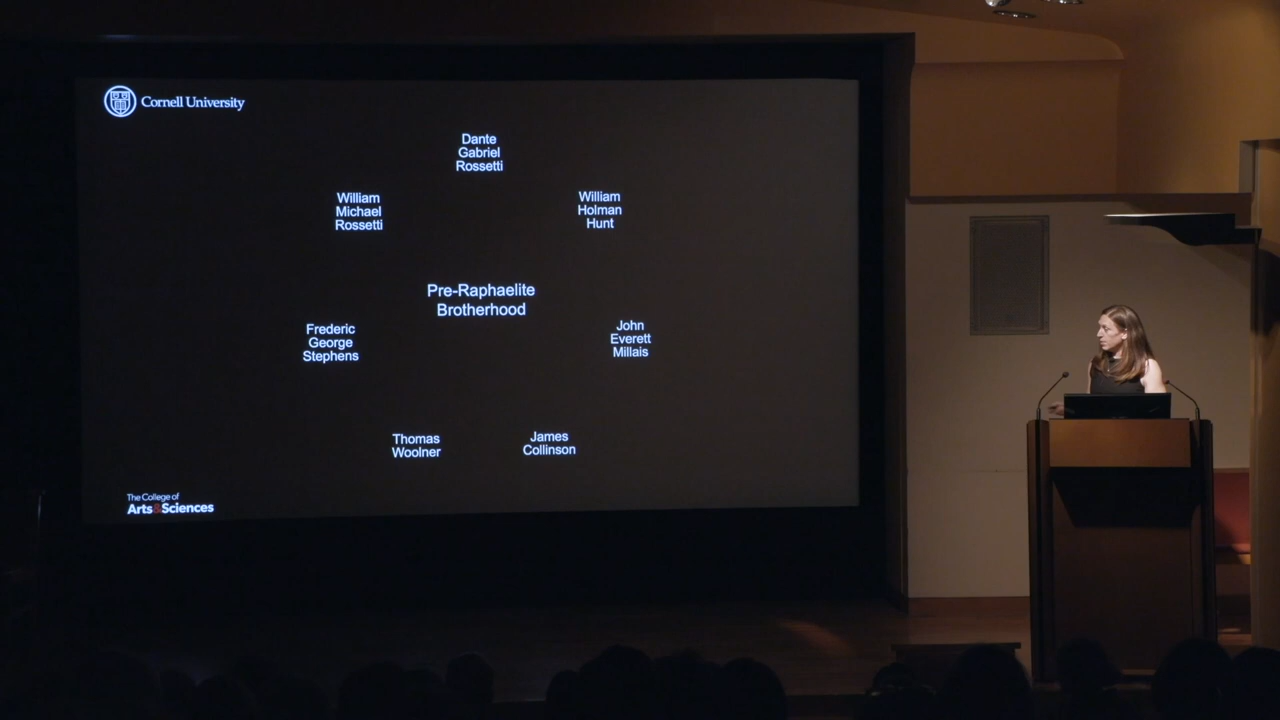 Cornell University
Dante
Gabriel
Rossetti
William
Michael
Rossetti
William
Holman
Hunt
Pre-Raphaelite
Brotherhood
Frederic
George
Stephens
John
Everett
Millais
Thomas
Woolner
James
Collinson
The College of
Arts&Sciences